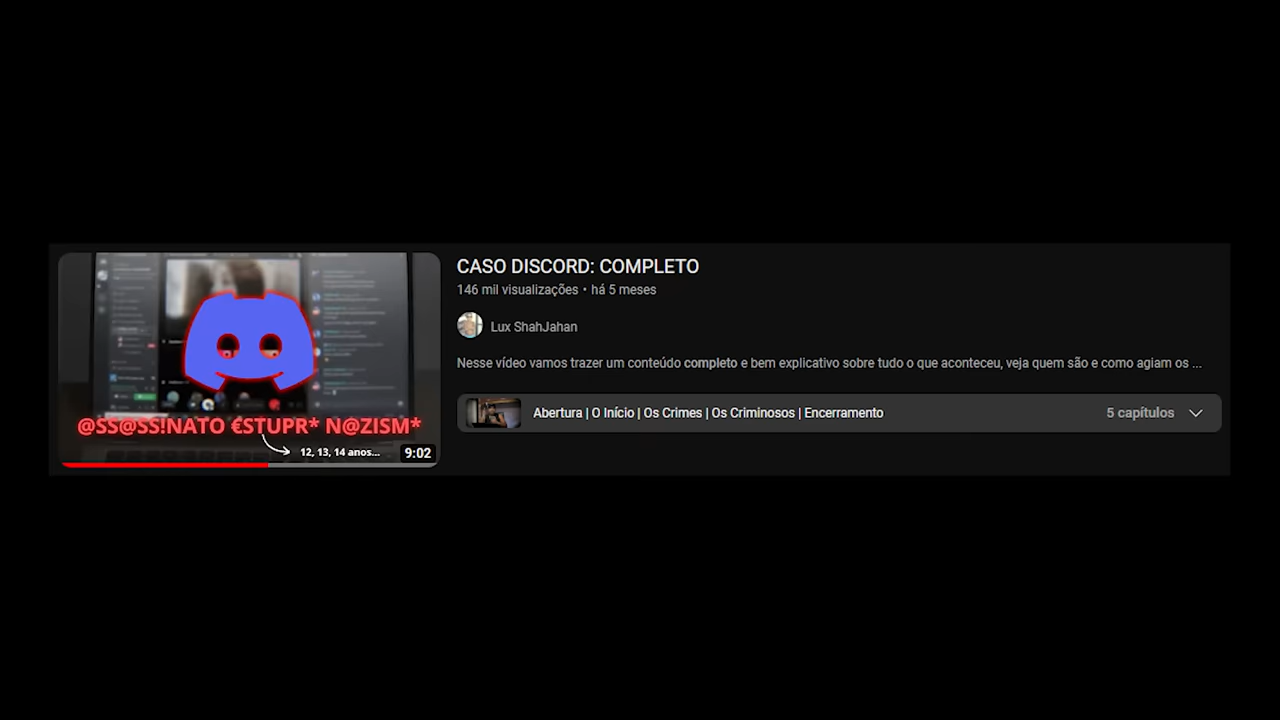 CASO DISCORD: COMPLETO
146 mil visualizações • há 5 meses
Lux ShahJahan
Nesse vídeo vamos trazer um conteúdo completo e bem explicativo sobre tudo o que aconteceu, veja quem são e como agiam os ...
Abertura | O Início | Os Crimes | Os Criminosos | Encerramento
5 capítulos
@SS@SS!NATO €STUPR* N@ZISM*
12, 13, 14 anos...
9:02